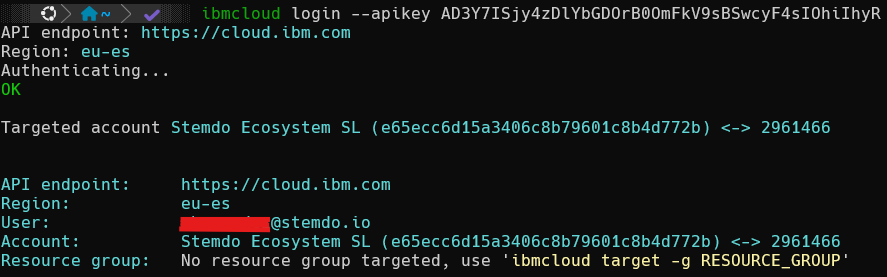 ~ ibmcloud login --apikey AD3Y7ISjy4zDlYbGDOrB0OmFkV9sBSwcyF4sIOhiIhyR
API endpoint: https://cloud.ibm.com
Region: eu-es
Authenticating...
OK
Targeted account Stemdo Ecosystem SL (e65ecc6d15a3406c8b79601c8b4d772b) <-> 2961466
API endpoint: https://cloud.ibm.com
Region: eu-es
User: @stemdo.io
Account: Stemdo Ecosystem SL (e65ecc6d15a3406c8b79601c8b4d772b) <-> 2961466
Resource group: No resource group targeted, use 'ibmcloud target -g RESOURCE_GROUP'